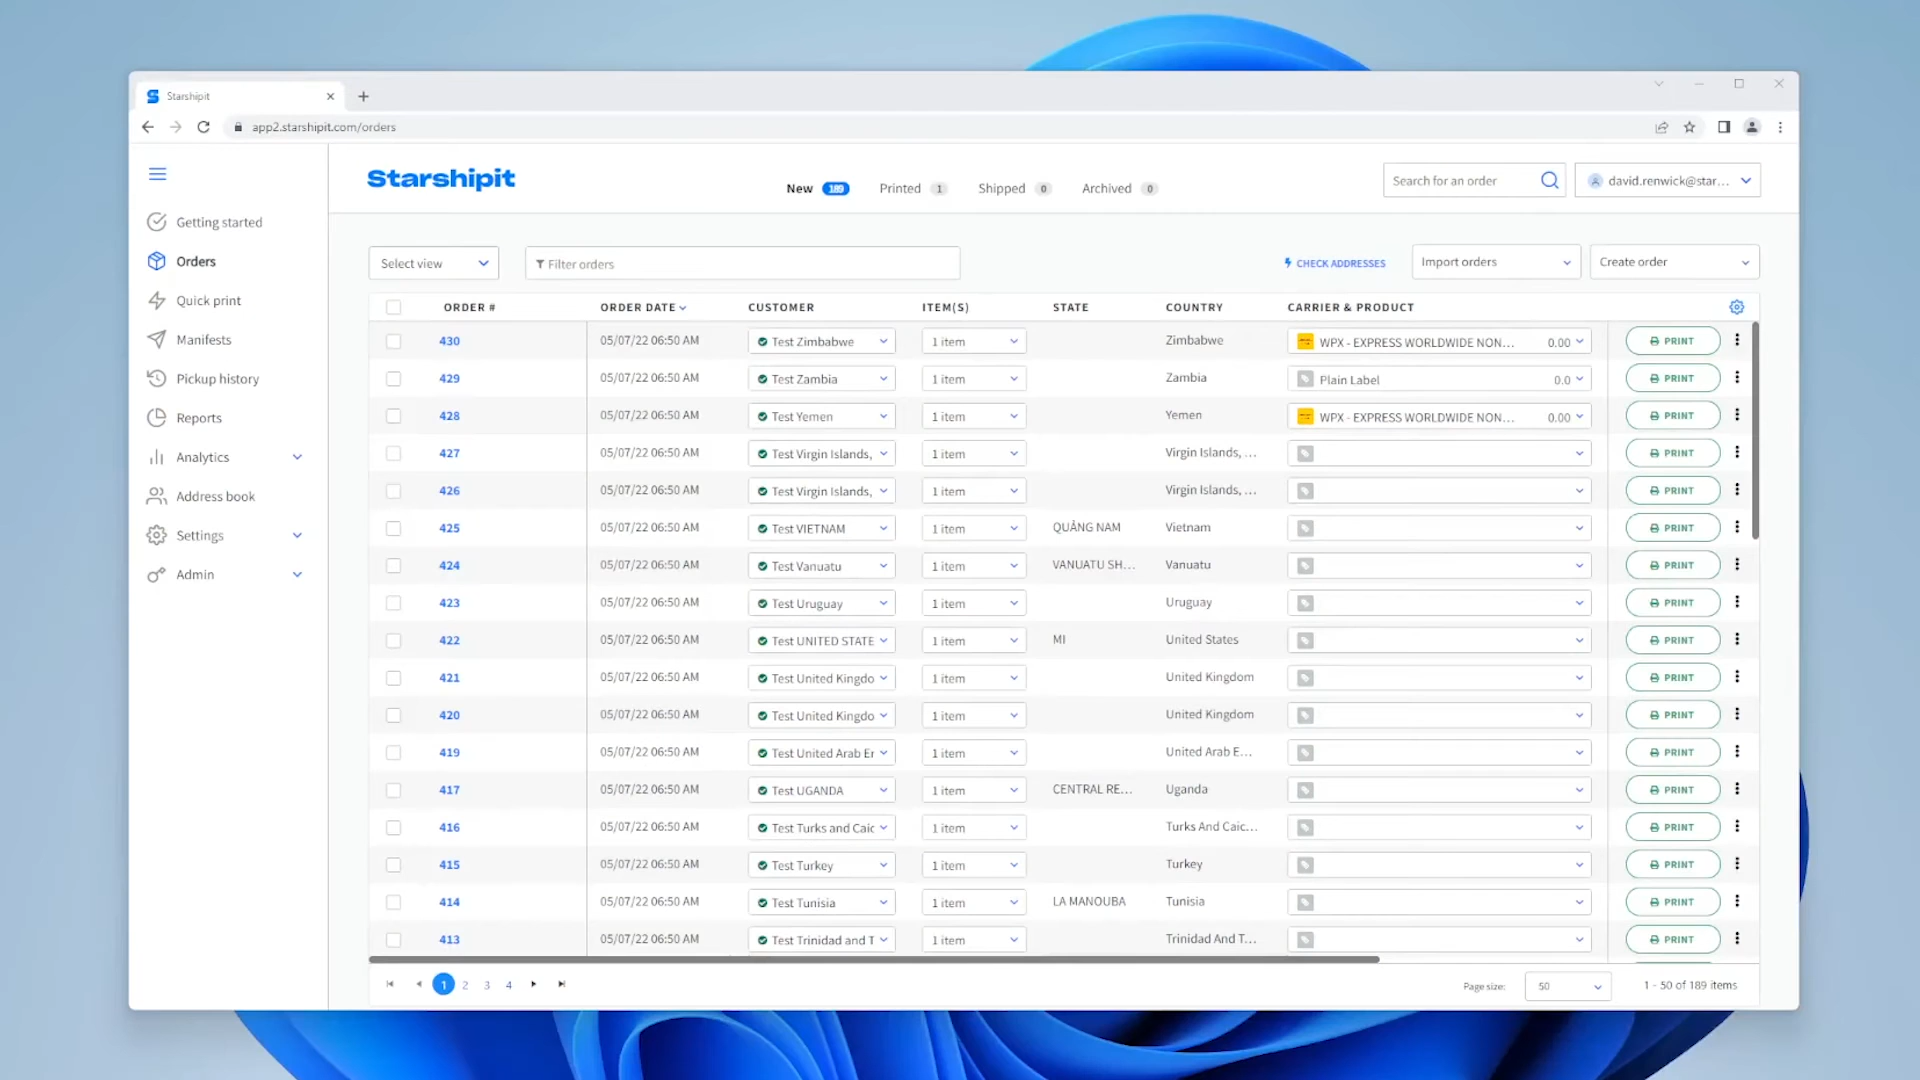 Starshipit
app2.starshipit.com/orders
Starshipit
New 189 Printed 1 Shipped 0 Archived 0
Search for an order
david.renwick@star...
Getting started
Orders
Quick print
Manifests
Pickup history
Reports
Analytics
Address book
Settings
Admin
Select view
Filter orders
CHECK ADDRESSES
Import orders
Create order
ORDER # ORDER DATE CUSTOMER ITEM(S) STATE COUNTRY CARRIER & PRODUCT
430 05/07/22 06:50 AM Test Zimbabwe 1 item Zimbabwe WPX - EXPRESS WORLDWIDE NON... 0.00 PRINT
429 05/07/22 06:50 AM Test Zambia 1 item Zambia Plain Label 0.0 PRINT
428 05/07/22 06:50 AM Test Yemen 1 item Yemen WPX - EXPRESS WORLDWIDE NON... 0.00 PRINT
427 05/07/22 06:50 AM Test Virgin Islands, 1 item Virgin Islands, ... PRINT
426 05/07/22 06:50 AM Test Virgin Islands, 1 item Virgin Islands, ... PRINT
425 05/07/22 06:50 AM Test VIETNAM 1 item QUẢNG NAM Vietnam PRINT
424 05/07/22 06:50 AM Test Vanuatu 1 item VANUATU SH... Vanuatu PRINT
423 05/07/22 06:50 AM Test Uruguay 1 item Uruguay PRINT
422 05/07/22 06:50 AM Test UNITED STATE 1 item MI United States PRINT
421 05/07/22 06:50 AM Test United Kingdo 1 item United Kingdom PRINT
420 05/07/22 06:50 AM Test United Kingdo 1 item United Kingdom PRINT
419 05/07/22 06:50 AM Test United Arab Er 1 item United Arab E... PRINT
417 05/07/22 06:50 AM Test UGANDA 1 item CENTRAL RE... Uganda PRINT
416 05/07/22 06:50 AM Test Turks and Caic 1 item Turks And Caic... PRINT
415 05/07/22 06:50 AM Test Turkey 1 item Turkey PRINT
414 05/07/22 06:50 AM Test Tunisia 1 item LA MANOUBA Tunisia PRINT
413 05/07/22 06:50 AM Test Trinidad and T 1 item Trinidad And T... PRINT
1 2 3 4
Page size: 50 1 - 50 of 189 items